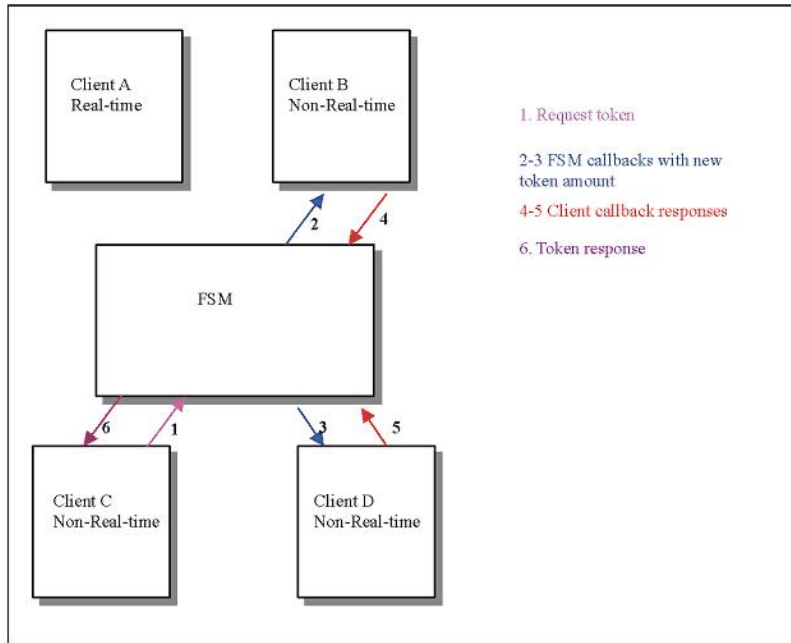 Client A
Real-time
Client B
Non-Real-time
1. Request token
2-3 FSM callbacks with new
token amount
4-5 Client callback responses
6. Token response
2
4
FSM
6
1
3
5
Client C
Non-Real-time
Client D
Non-Real-time